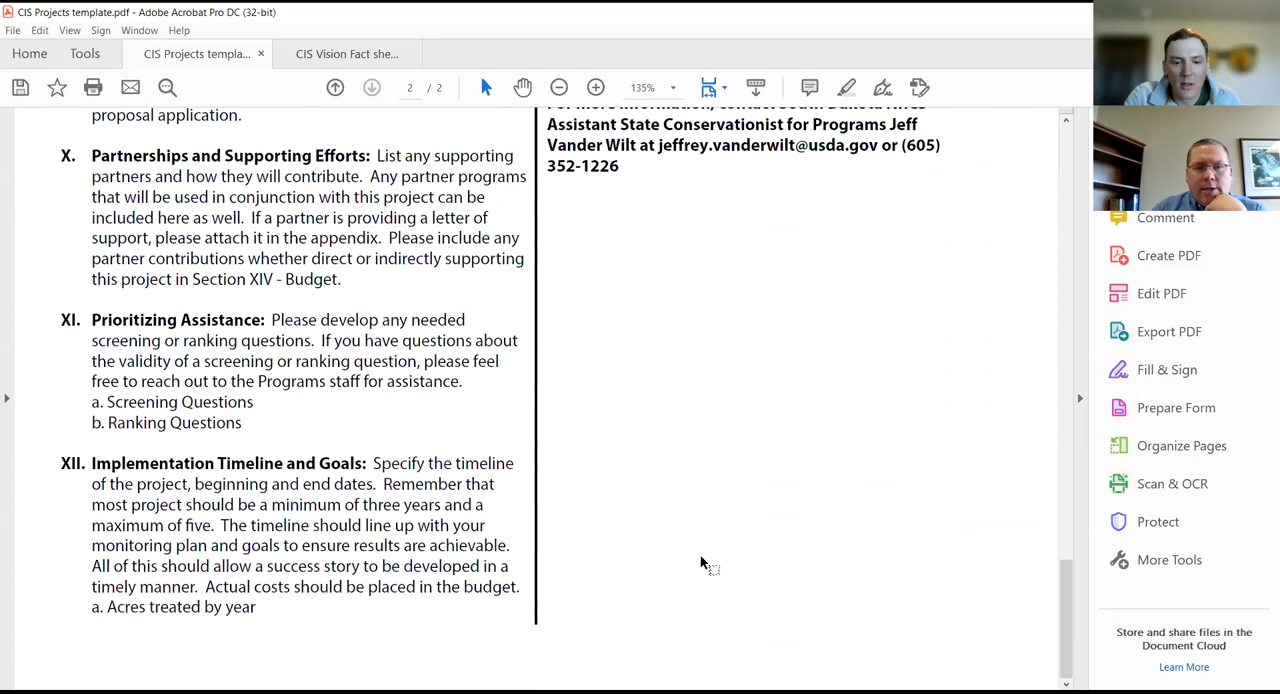 CIS Projects template.pdf - Adobe Acrobat Pro DC (32-bit)
File Edit View Sign Window Help
Home Tools CIS Projects templa... × CIS Vision Fact she...
2 / 2 135%
proposal application.
X. Partnerships and Supporting Efforts: List any supporting
partners and how they will contribute. Any partner programs
that will be used in conjunction with this project can be
included here as well. If a partner is providing a letter of
support, please attach it in the appendix. Please include any
partner contributions whether direct or indirectly supporting
this project in Section XIV - Budget.
XI. Prioritizing Assistance: Please develop any needed
screening or ranking questions. If you have questions about
the validity of a screening or ranking question, please feel
free to reach out to the Programs staff for assistance.
a. Screening Questions
b. Ranking Questions
XII. Implementation Timeline and Goals: Specify the timeline
of the project, beginning and end dates. Remember that
most project should be a minimum of three years and a
maximum of five. The timeline should line up with your
monitoring plan and goals to ensure results are achievable.
All of this should allow a success story to be developed in a
timely manner. Actual costs should be placed in the budget.
a. Acres treated by year
For more information, contact South Dakota NRCS
Assistant State Conservationist for Programs Jeff
Vander Wilt at jeffrey.vanderwilt@usda.gov or (605)
352-1226
Comment
Create PDF
Edit PDF
Export PDF
Fill & Sign
Prepare Form
Organize Pages
Scan & OCR
Protect
More Tools
Store and share files in the
Document Cloud
Learn More